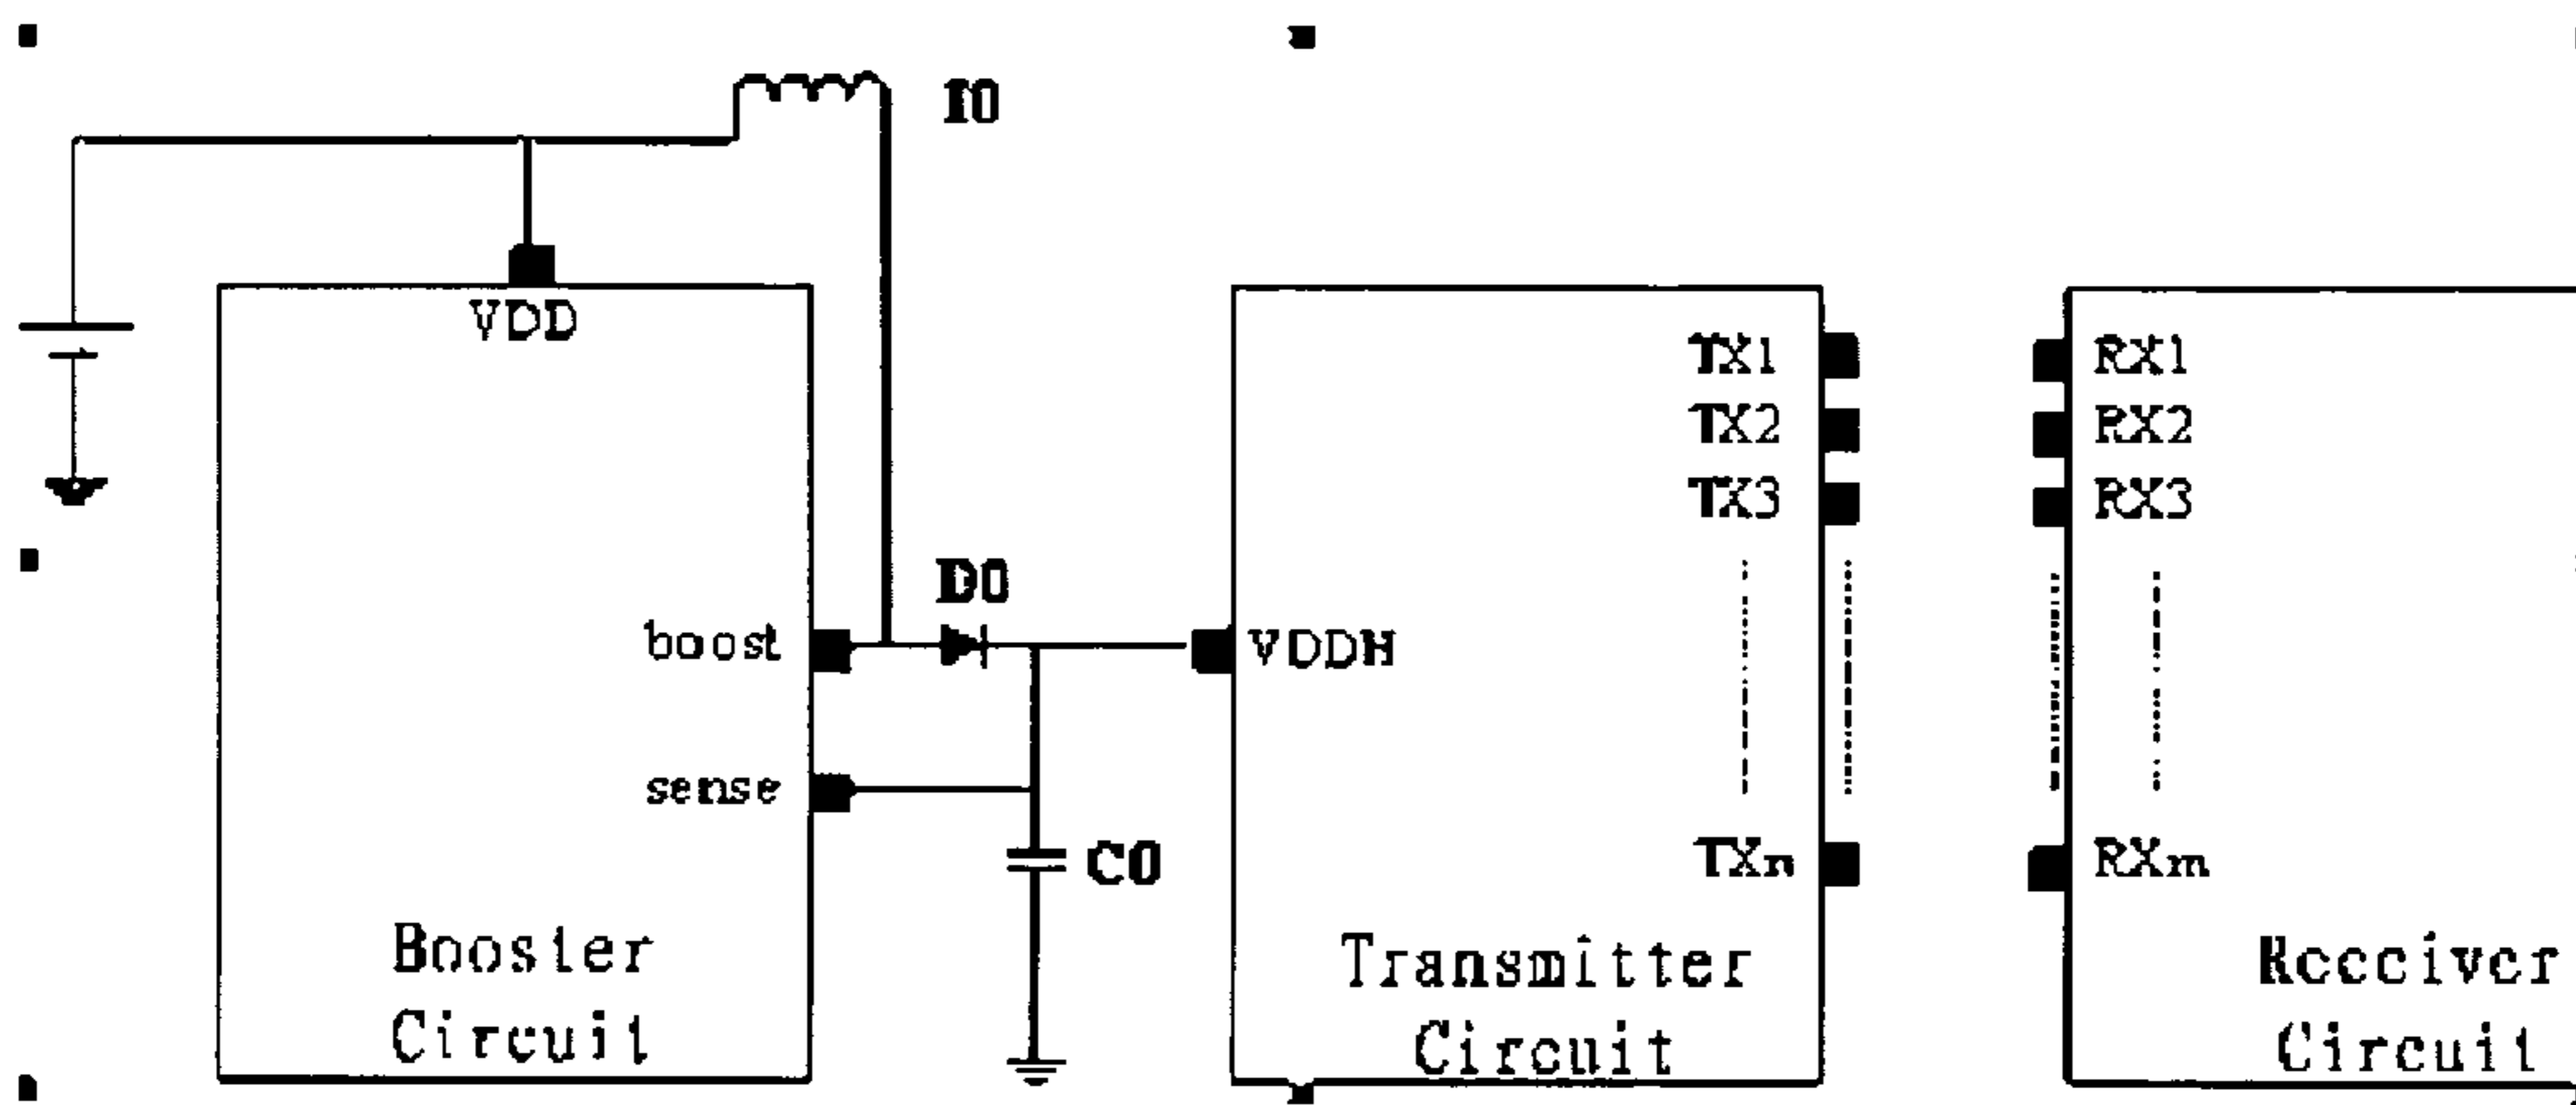 I0
VDD
boost
sense
Booster
Circuit
D0
C0
VDDH
TX1
TX2
TX3
TXn
Transmitter
Circuit
RX1
RX2
RX3
RXm
Receiver
Circuit